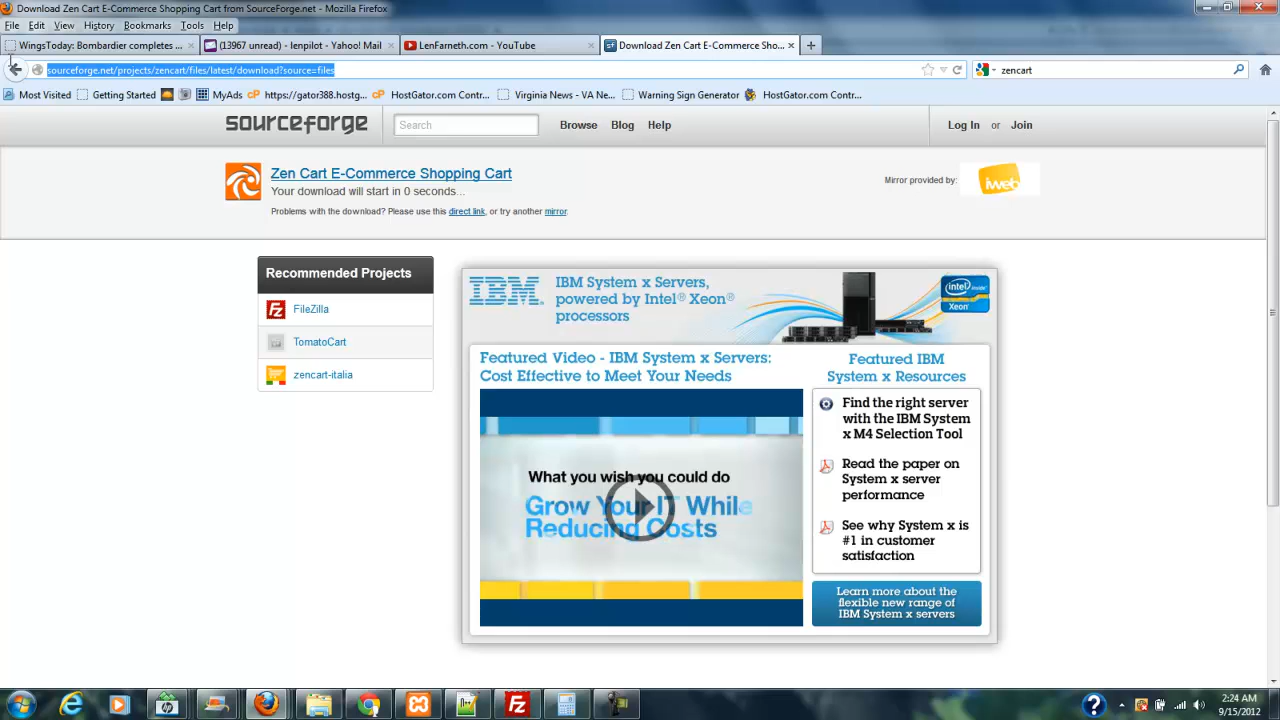 Download Zen Cart E-Commerce Shopping Cart from SourceForge.net - Mozilla Firefox
File Edit View History Bookmarks Tools Help
WingsToday: Bombardier completes ...
(13967 unread) - lenpilot - Yahoo! Mail
LenFarneth.com - YouTube
Download Zen Cart E-Commerce Sho...
sourceforge.net/projects/zencart/files/latest/download?source=files
zencart
Most Visited
Getting Started
MyAds
https://gator388.hostg...
HostGator.com Contr...
Virginia News - VA Ne...
Warning Sign Generator
HostGator.com Contr...
sourceforge
Search
Browse Blog Help
Log In or Join
Zen Cart E-Commerce Shopping Cart
Your download will start in 0 seconds...
Problems with the download? Please use this direct link, or try another mirror.
Mirror provided by:
iweb
Recommended Projects
FileZilla
TomatoCart
zencart-italia
IBM
IBM System x Servers,
powered by Intel® Xeon®
processors
intel
inside
Xeon
Featured Video - IBM System x Servers:
Cost Effective to Meet Your Needs
What you wish you could do
Grow Your IT While
Reducing Costs
Featured IBM
System x Resources
Find the right server
with the IBM System
x M4 Selection Tool
Read the paper on
System x server
performance
See why System x is
#1 in customer
satisfaction
Learn more about the
flexible new range of
IBM System x servers
2:24 AM
9/15/2012